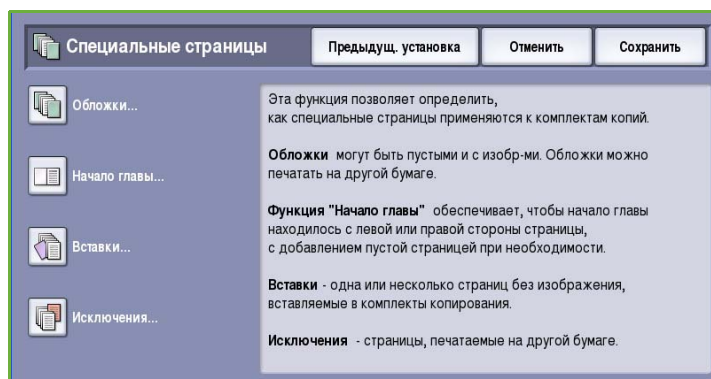 Специальные страницы
Предыдущ. установка
Отменить
Сохранить
Обложки...
Начало главы...
Вставки...
Исключения...
Эта функция позволяет определить,
как специальные страницы применяются к комплектам копий.
Обложки могут быть пустыми и с изобр-ми. Обложки можно
печатать на другой бумаге.
Функция "Начало главы" обеспечивает, чтобы начало главы
находилось с левой или правой стороны страницы,
с добавлением пустой страницей при необходимости.
Вставки - одна или несколько страниц без изображения,
вставляемые в комплекты копирования.
Исключения - страницы, печатаемые на другой бумаге.